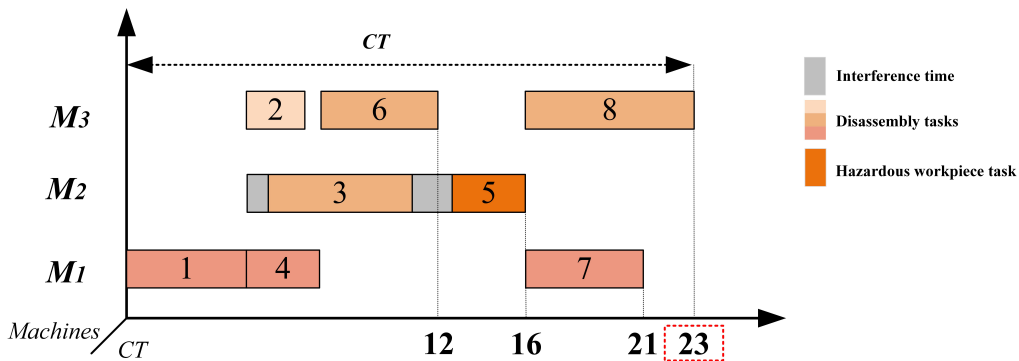 CT
M3
2
6
8
M2
3
5
M1
1
4
7
Machines
CT
12
16
21
23
Interference time
Disassembly tasks
Hazardous workpiece task